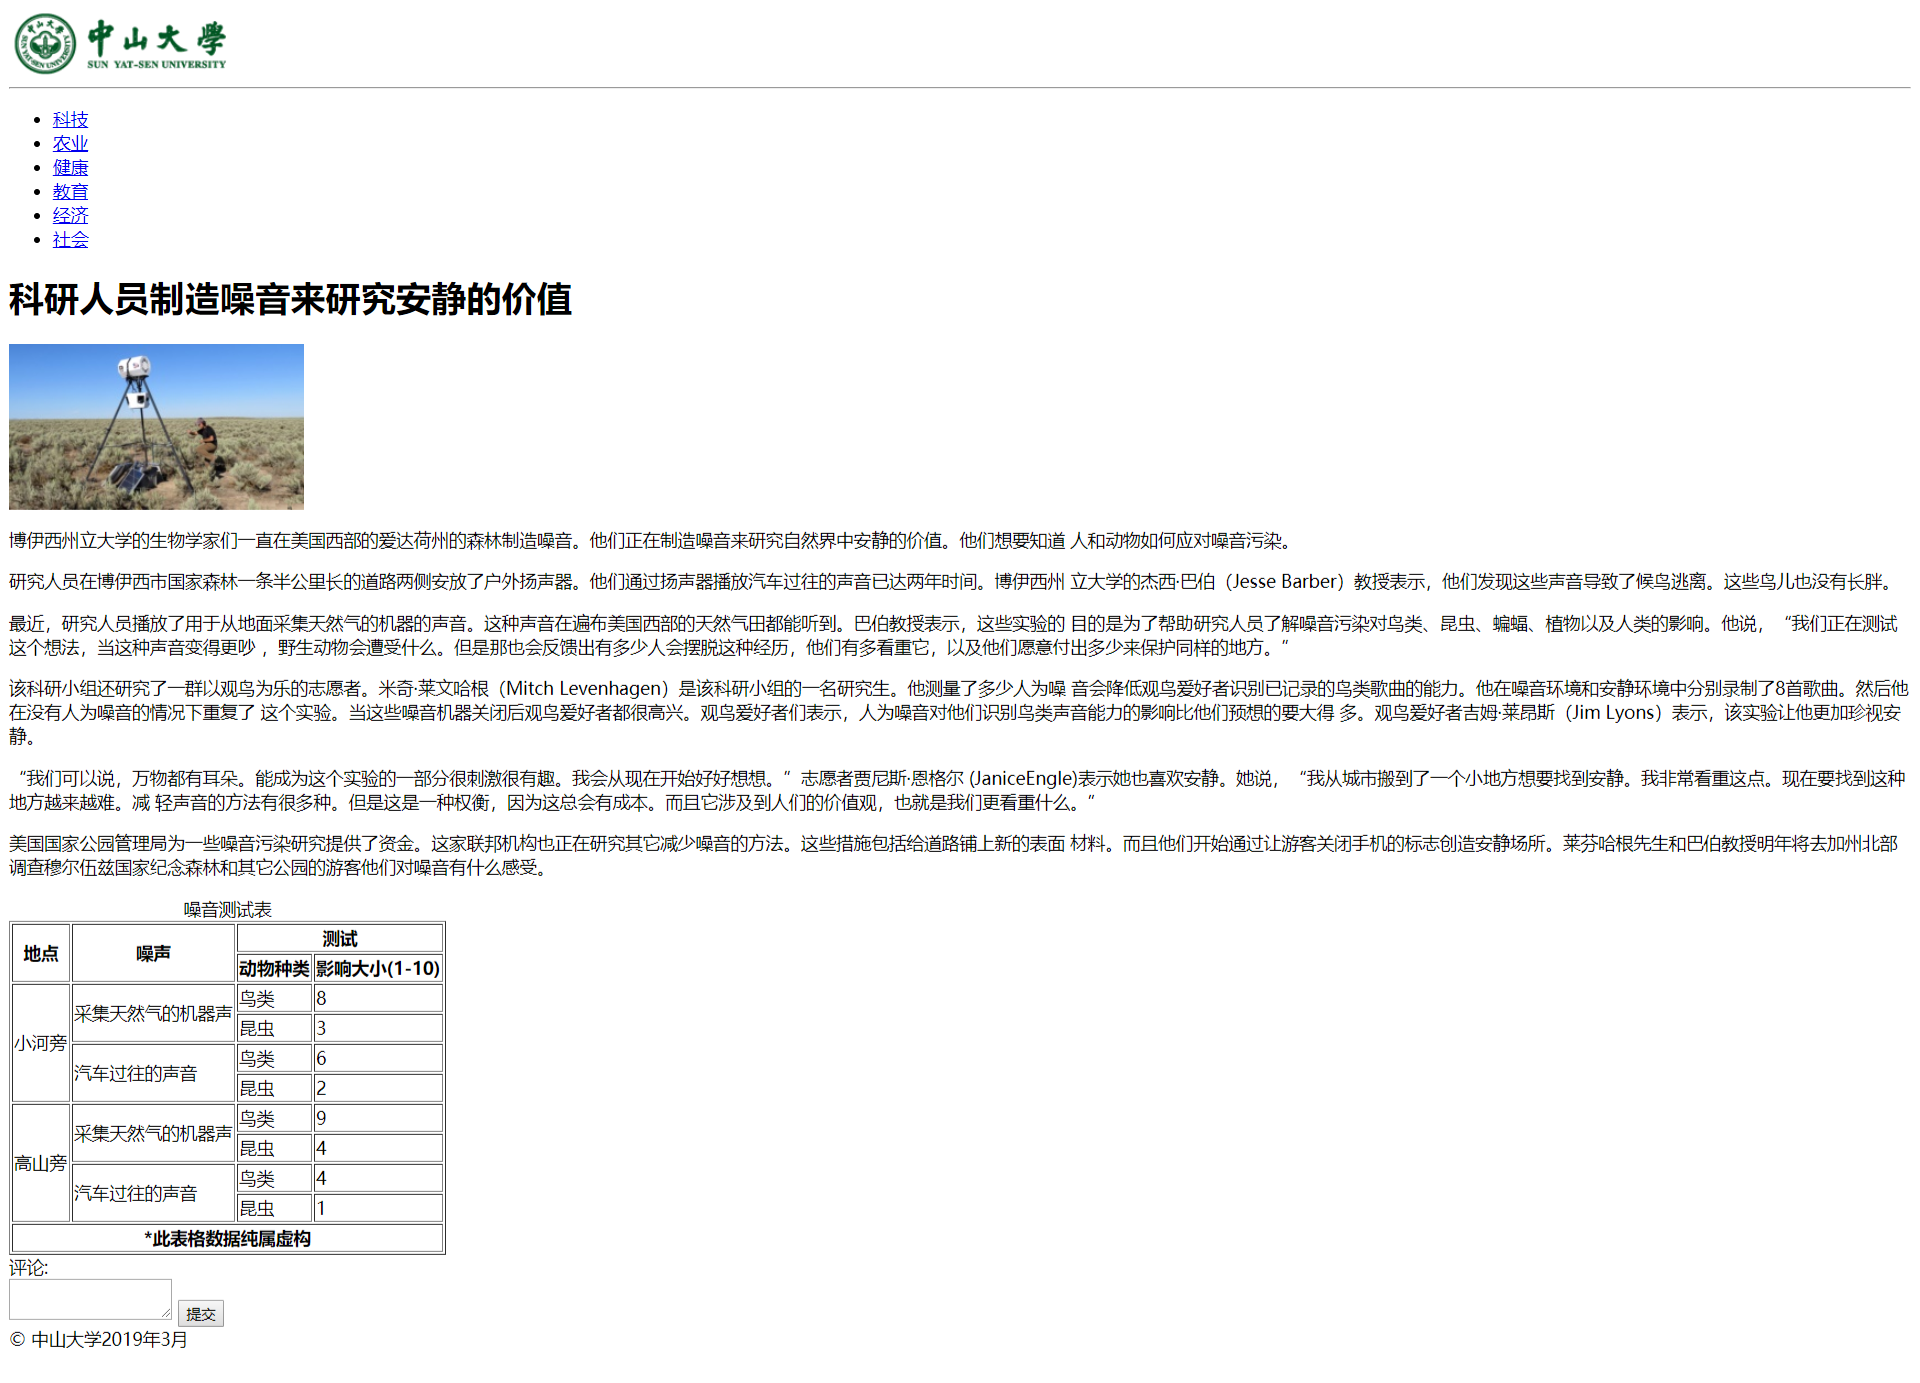 中山大學
SUN YAT-SEN UNIVERSITY
科技
农业
健康
教育
经济
社会
科研人员制造噪音来研究安静的价值
博伊西州立大学的生物学家们一直在美国西部的爱达荷州的森林制造噪音。他们正在制造噪音来研究自然界中安静的价值。他们想要知道 人和动物如何应对噪音污染。
研究人员在博伊西市国家森林一条半公里长的道路两侧安放了户外扬声器。他们通过扬声器播放汽车过往的声音已达两年时间。博伊西州 立大学的杰西·巴伯（Jesse Barber）教授表示，他们发现这些声音导致了候鸟逃离。这些鸟儿也没有长胖。
最近，研究人员播放了用于从地面采集天然气的机器的声音。这种声音在遍布美国西部的天然气田都能听到。巴伯教授表示，这些实验的 目的是为了帮助研究人员了解噪音污染对鸟类、昆虫、蝙蝠、植物以及人类的影响。他说，“我们正在测试
这个想法，当这种声音变得更吵 ，野生动物会遭受什么。但是那也会反馈出有多少人会摆脱这种经历，他们有多看重它，以及他们愿意付出多少来保护同样的地方。”
该科研小组还研究了一群以观鸟为乐的志愿者。米奇·莱文哈根（Mitch Levenhagen）是该科研小组的一名研究生。他测量了多少人为噪 音会降低观鸟爱好者识别已记录的鸟类歌曲的能力。他在噪音环境和安静环境中分别录制了8首歌曲。然后他
在没有人为噪音的情况下重复了 这个实验。当这些噪音机器关闭后观鸟爱好者都很高兴。观鸟爱好者们表示，人为噪音对他们识别鸟类声音能力的影响比他们预想的要大得 多。观鸟爱好者吉姆·莱昂斯（Jim Lyons）表示，该实验让他更加珍视安
静。
“我们可以说，万物都有耳朵。能成为这个实验的一部分很刺激很有趣。我会从现在开始好好想想。”志愿者贾尼斯·恩格尔 (JaniceEngle)表示她也喜欢安静。她说，“我从城市搬到了一个小地方想要找到安静。我非常看重这点。现在要找到这种
地方越来越难。减 轻声音的方法有很多种。但是这是一种权衡，因为这总会有成本。而且它涉及到人们的价值观，也就是我们更看重什么。”
美国国家公园管理局为一些噪音污染研究提供了资金。这家联邦机构也正在研究其它减少噪音的方法。这些措施包括给道路铺上新的表面 材料。而且他们开始通过让游客关闭手机的标志创造安静场所。莱芬哈根先生和巴伯教授明年将去加州北部
调查穆尔伍兹国家纪念森林和其它公园的游客他们对噪音有什么感受。
噪音测试表
地点 噪声 测试
动物种类 影响大小(1-10)
小河旁 采集天然气的机器声 鸟类 8
昆虫 3
汽车过往的声音 鸟类 6
昆虫 2
高山旁 采集天然气的机器声 鸟类 9
昆虫 4
汽车过往的声音 鸟类 4
昆虫 1
*此表格数据纯属虚构
评论:
提交
© 中山大学2019年3月